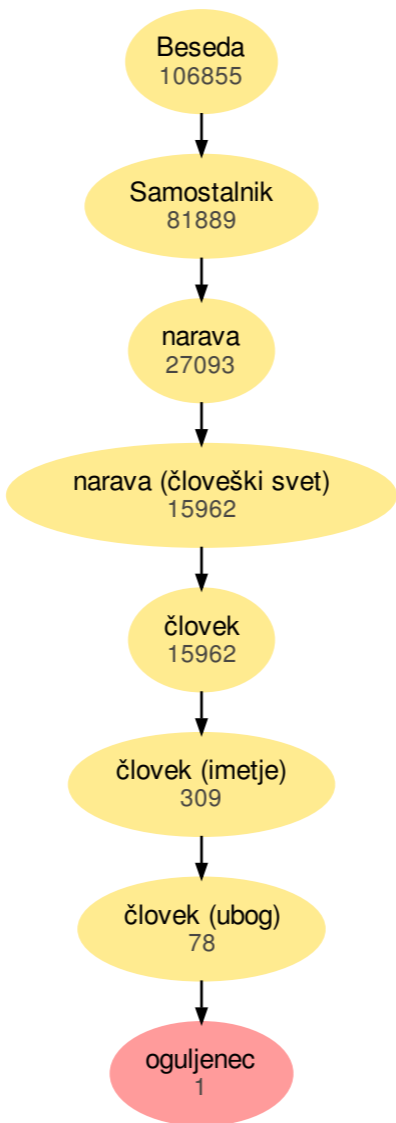 Beseda
106855
Samostalnik
81889
narava
27093
narava (človeški svet)
15962
človek
15962
človek (imetje)
309
človek (ubog)
78
oguljenec
1